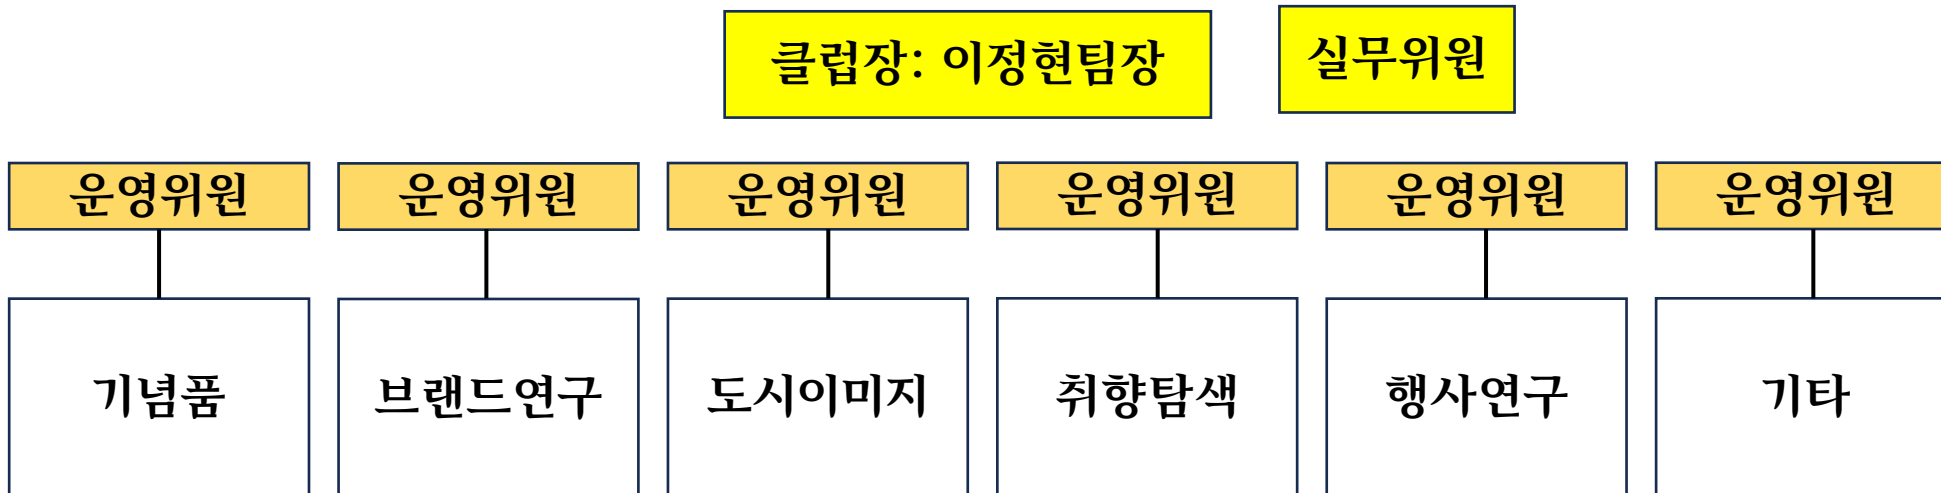 클럽장: 이정현팀장
실무위원
운영위원 운영위원 운영위원 운영위원 운영위원 운영위원
기념품 브랜드연구 도시이미지 취향탐색 행사연구 기타